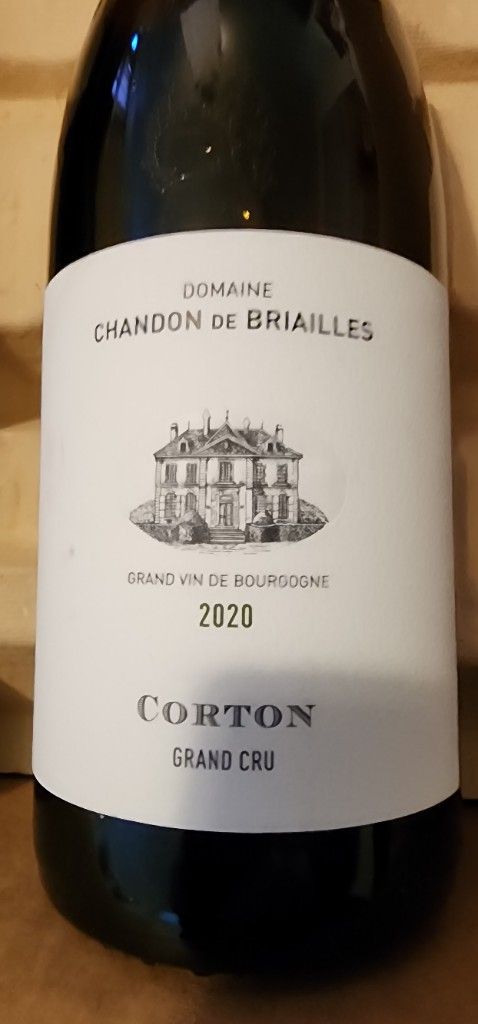 DOMAINE
CHANDON DE BRIAILLES
GRAND VIN DE BOURGOGNE
2020
CORTON
GRAND CRU